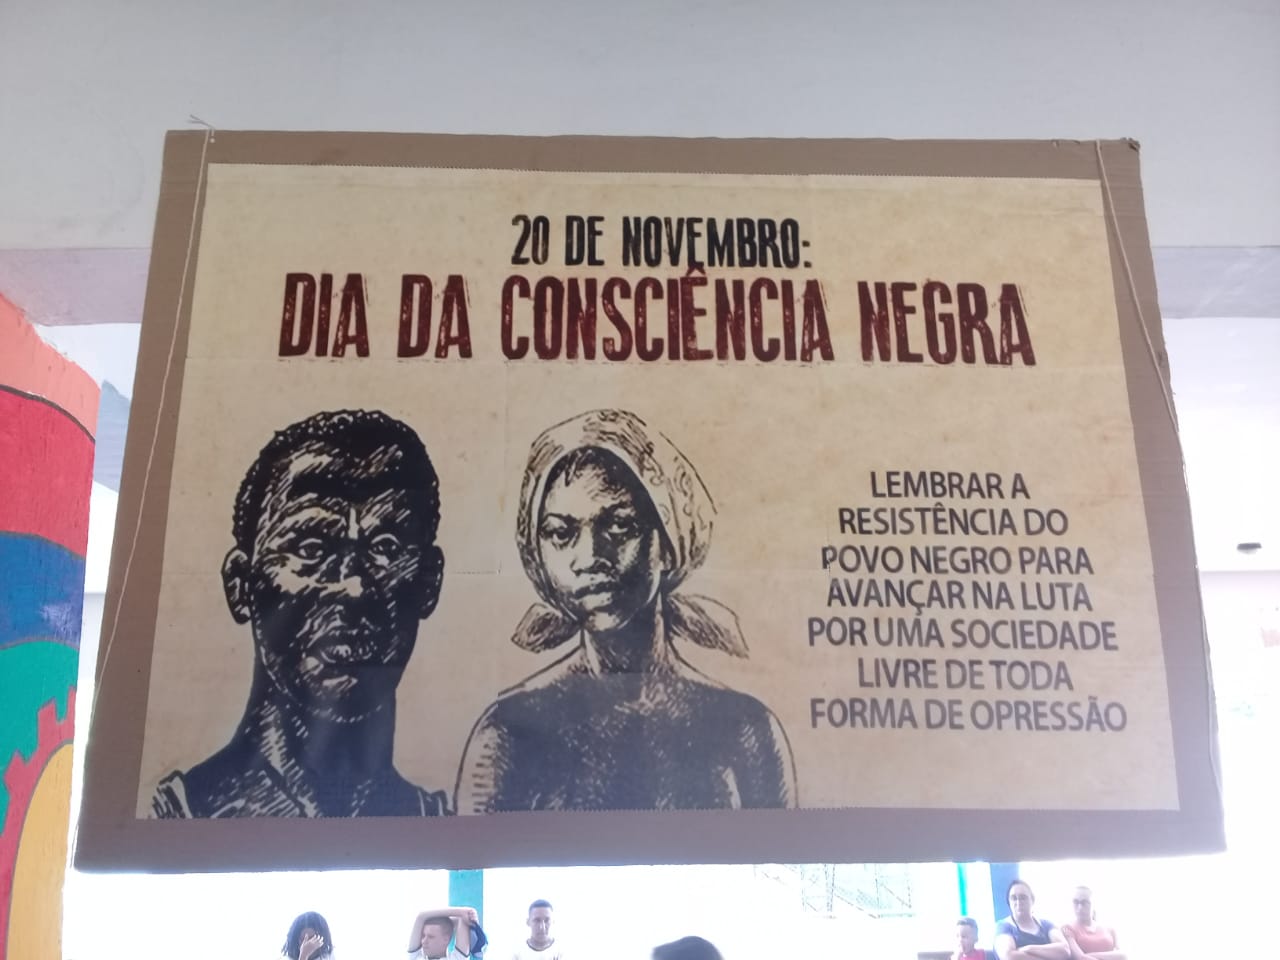 20 DE NOVEMBRO:
DIA DA CONSCIÊNCIA NEGRA
LEMBRAR A
RESISTÊNCIA DO
POVO NEGRO PARA
AVANÇAR NA LUTA
POR UMA SOCIEDADE
LIVRE DE TODA
FORMA DE OPRESSÃO